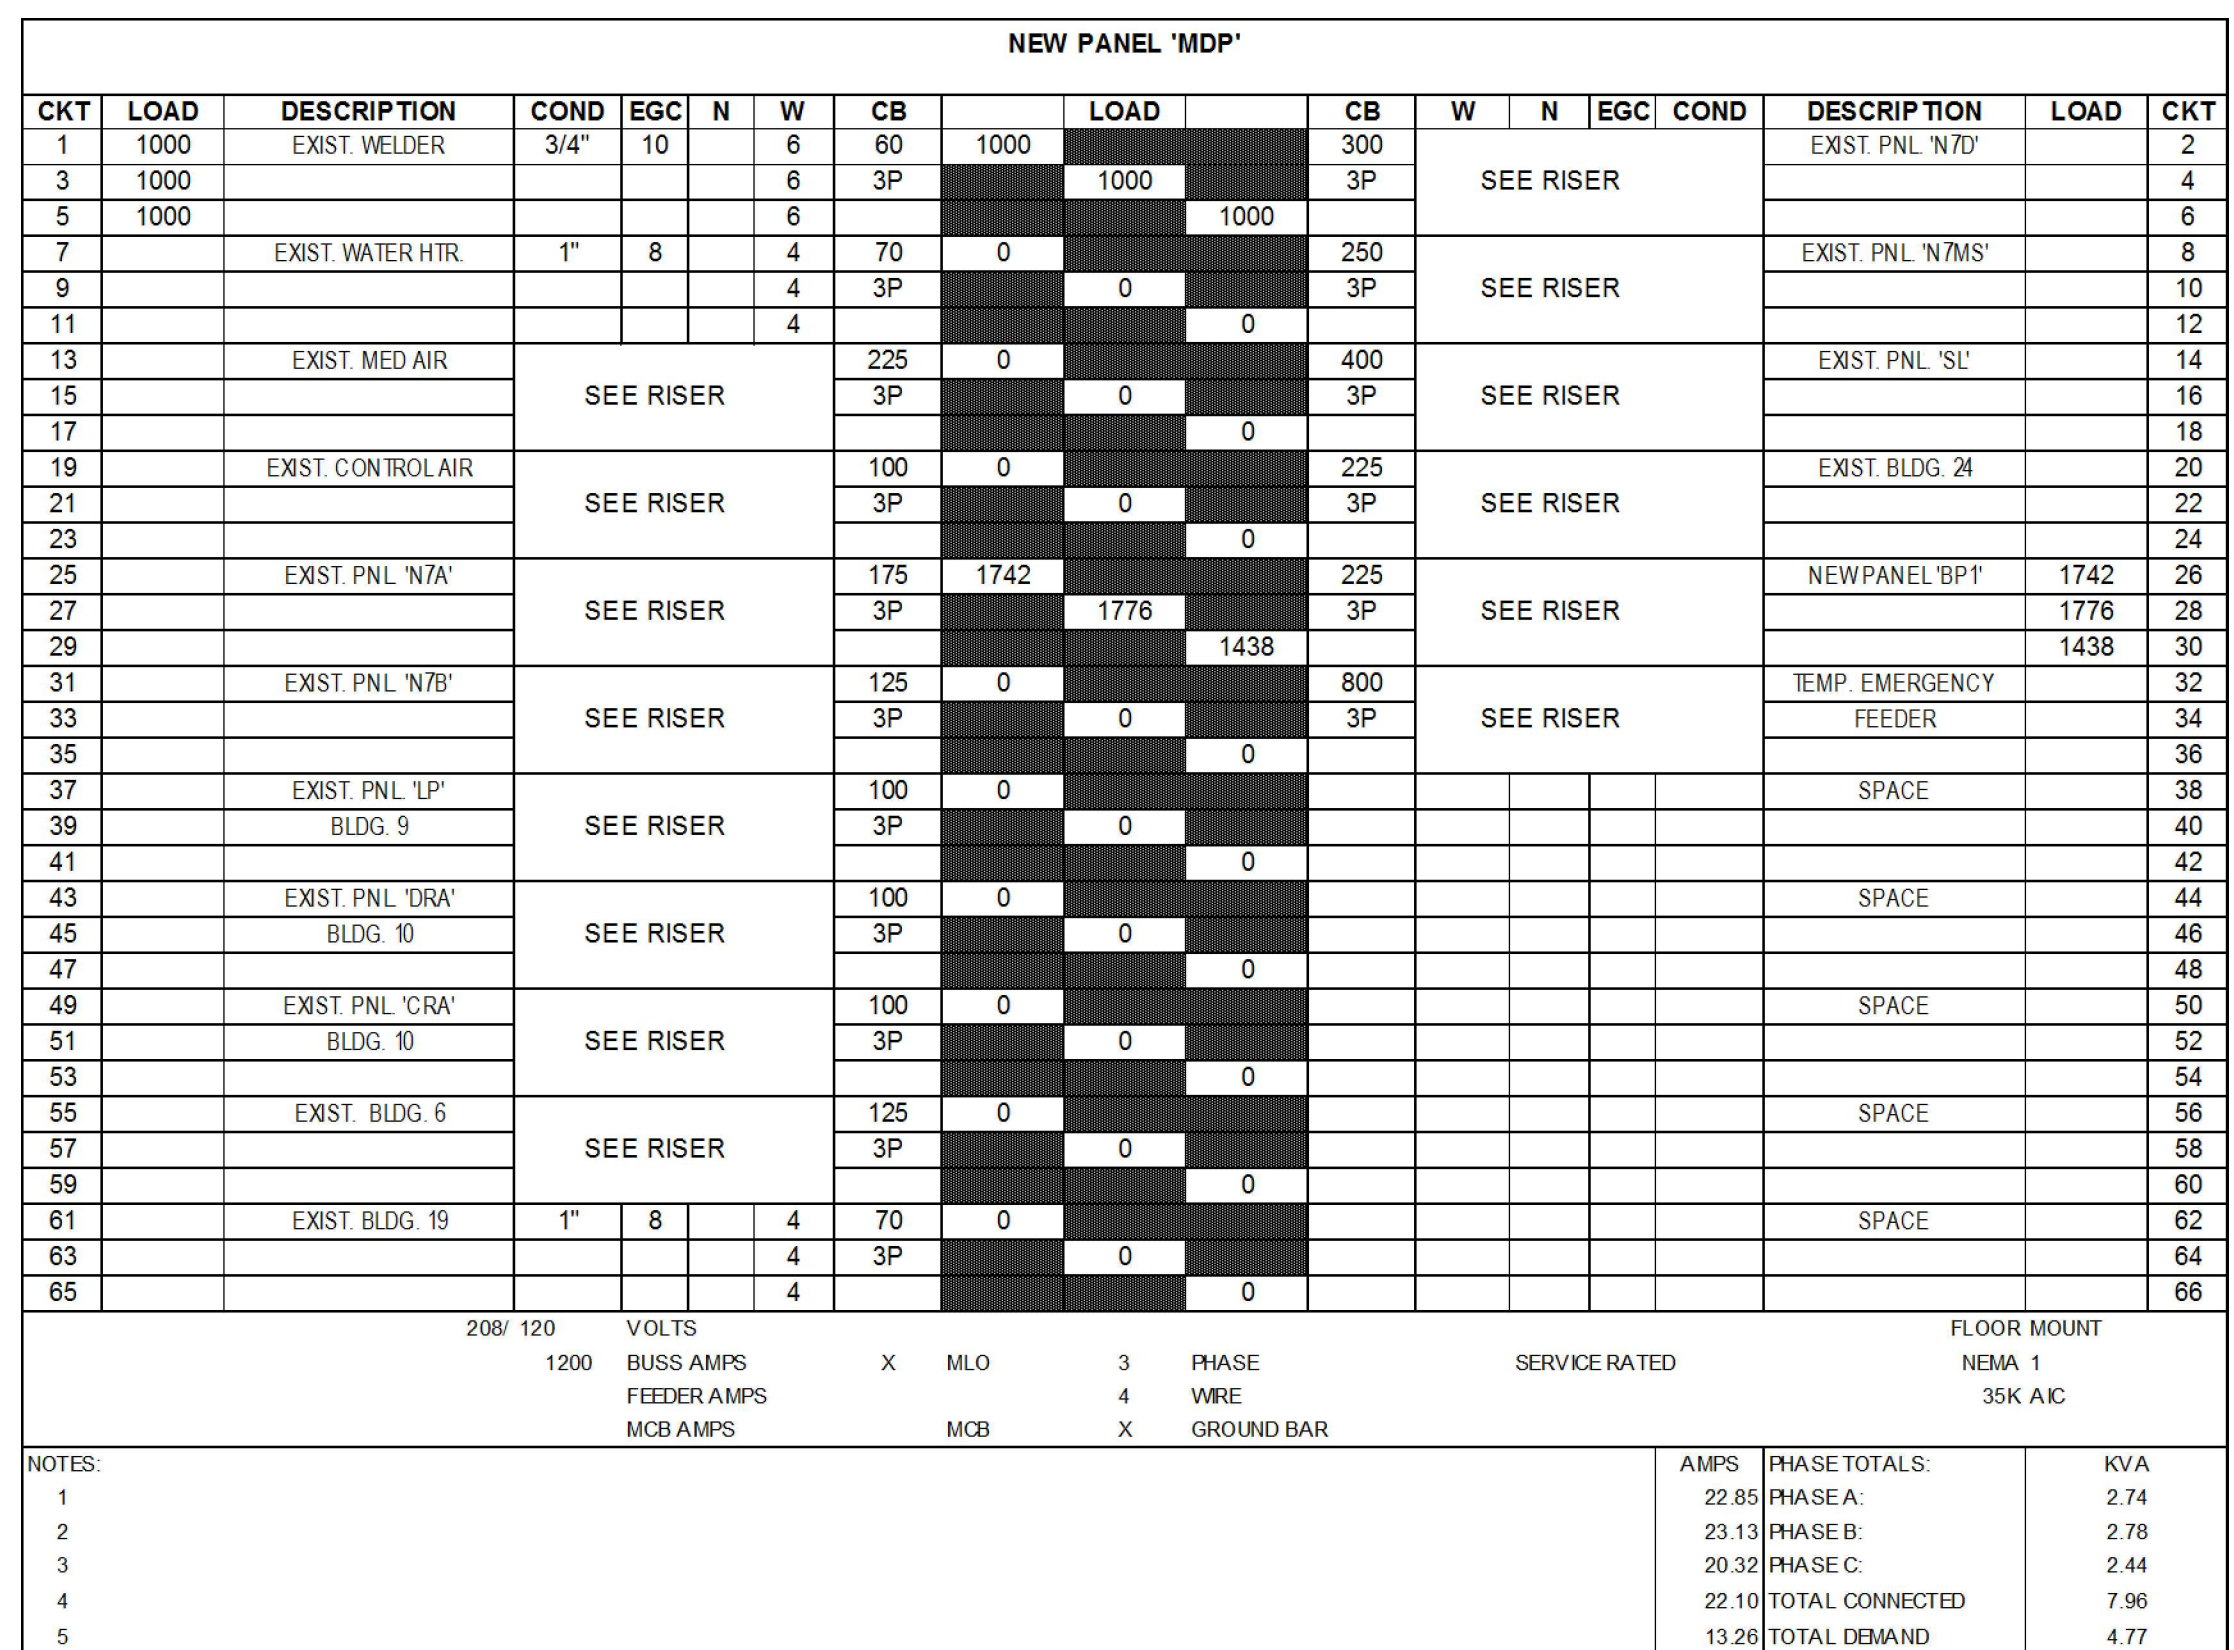 NEW PANEL 'MDP'
CKT LOAD DESCRIPTION COND EGC N W CB LOAD CB W N EGC COND DESCRIPTION LOAD CKT
1 1000 EXIST. WELDER 3/4" 10 6 60 1000 300 EXIST. PNL. 'N7D' 2
3 1000 6 3P 1000 3P SEE RISER 4
5 1000 6 1000 6
7 EXIST. WATER HTR. 1" 8 4 70 0 250 EXIST. PNL. 'N7MS' 8
9 4 3P 0 3P SEE RISER 10
11 4 0 12
13 EXIST. MED AIR 225 0 400 EXIST. PNL. 'SL' 14
15 SEE RISER 3P 0 3P SEE RISER 16
17 0 18
19 EXIST. CONTROL AIR 100 0 225 EXIST. BLDG. 24 20
21 SEE RISER 3P 0 3P SEE RISER 22
23 0 24
25 EXIST. PNL. 'N7A' 175 1742 225 NEW PANEL 'BP1' 1742 26
27 SEE RISER 3P 1776 3P SEE RISER 1776 28
29 1438 1438 30
31 EXIST. PNL. 'N7B' 125 0 800 TEMP. EMERGENCY 32
33 SEE RISER 3P 0 3P SEE RISER FEEDER 34
35 0 36
37 EXIST. PNL. 'LP' 100 0 SPACE 38
39 BLDG. 9 SEE RISER 3P 0 40
41 0 42
43 EXIST. PNL. 'DRA' 100 0 SPACE 44
45 BLDG. 10 SEE RISER 3P 0 46
47 0 48
49 EXIST. PNL. 'CRA' 100 0 SPACE 50
51 BLDG. 10 SEE RISER 3P 0 52
53 0 54
55 EXIST. BLDG. 6 125 0 SPACE 56
57 SEE RISER 3P 0 58
59 0 60
61 EXIST. BLDG. 19 1" 8 4 70 0 SPACE 62
63 4 3P 0 64
65 4 0 66
208/ 120 VOLTS FLOOR MOUNT
1200 BUSS AMPS X MLO 3 PHASE SERVICE RATED NEMA 1
FEEDER AMPS 4 WIRE 35K AIC
MCB AMPS MCB X GROUND BAR
NOTES: AMPS PHASE TOTALS: KVA
1 22.85 PHASE A: 2.74
2 23.13 PHASE B: 2.78
3 20.32 PHASE C: 2.44
4 22.10 TOTAL CONNECTED 7.96
5 13.26 TOTAL DEMAND 4.77